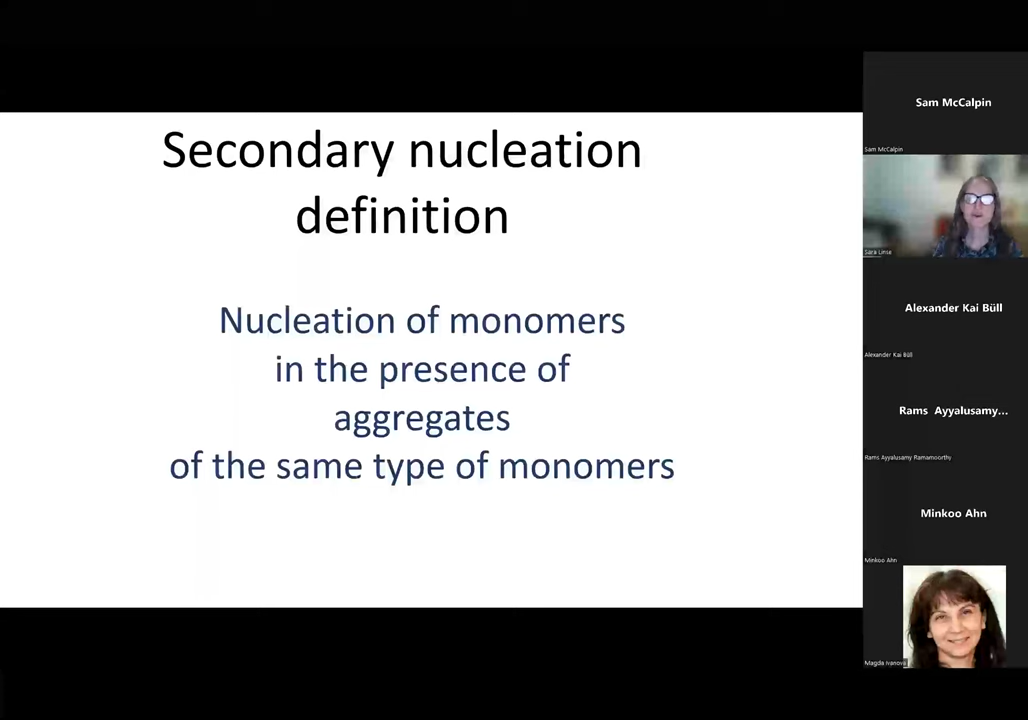 Secondary nucleation
definition
Nucleation of monomers
in the presence of
aggregates
of the same type of monomers
Sam McCalpin
Sam McCalpin
Sara Linse
Alexander Kai Büll
Alexander Kai Büll
Rams Ayyalusamy...
Rams Ayyalusamy Ramamoorthy
Minkoo Ahn
Minkoo Ahn
Magda Ivanova